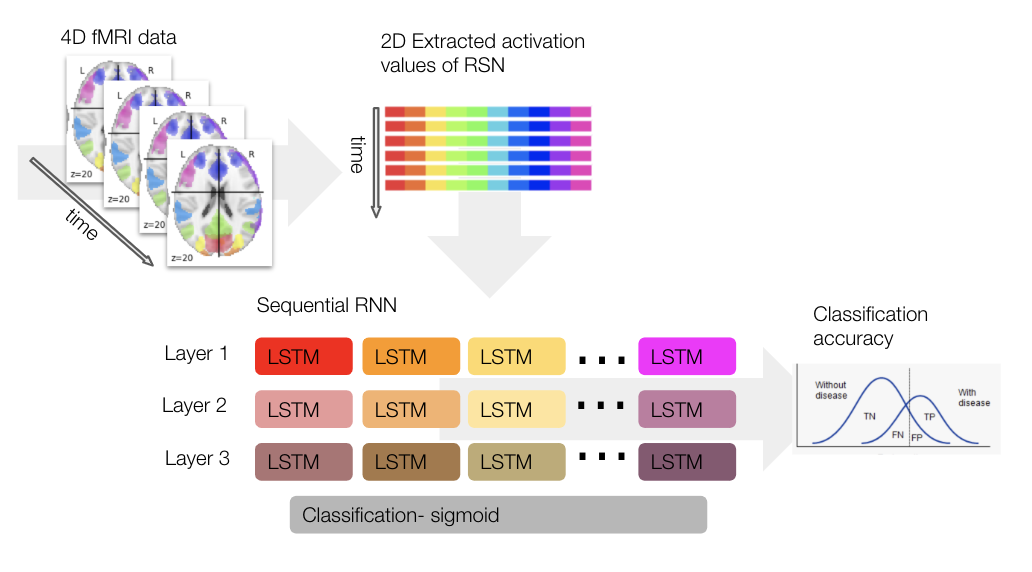 4D fMRI data
L R
L R
L R
L R
z=20
z=20
z=20
z=20
time
2D Extracted activation
values of RSN
time
Sequential RNN
Layer 1 LSTM LSTM LSTM ... LSTM
Layer 2 LSTM LSTM LSTM ... LSTM
Layer 3 LSTM LSTM LSTM ... LSTM
Classification- sigmoid
Classification
accuracy
Without
disease
With
disease
TN TP
FN FP